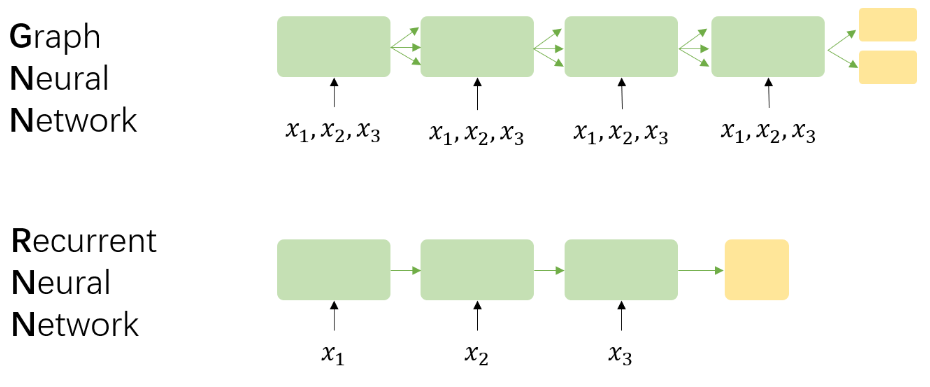 Graph
Neural
Network
x₁, x₂, x₃
x₁, x₂, x₃
x₁, x₂, x₃
x₁, x₂, x₃
Recurrent
Neural
Network
x₁
x₂
x₃